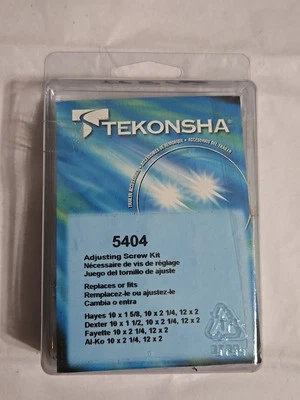 TEKONSHA
5404
Adjusting Screw Kit
Nécessaire de vis de réglage
Juego del tornillo de ajuste
Replaces or fits
Remplacez-le ou ajustez-le
Cambia o entra
Hayes 10 x 1 5/8, 10 x 2 1/4, 12 x 2
Dexter 10 x 1 1/2, 10 x 2 1/4, 12 x 2
Fayette 10 x 2 1/4, 12 x 2
Al-Ko 10 x 2 1/4, 12 x 2